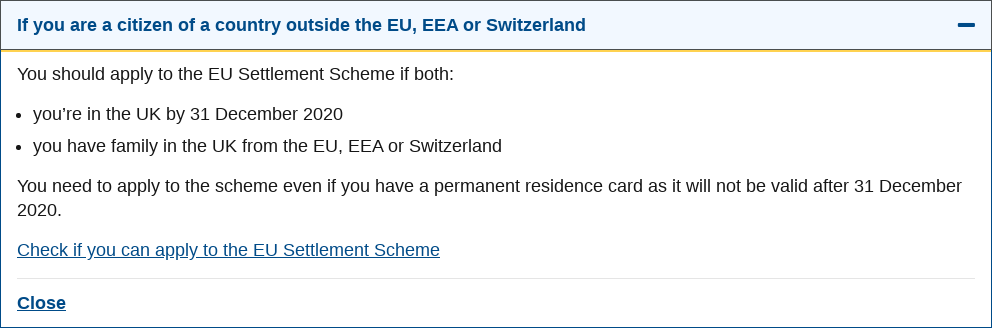 If you are a citizen of a country outside the EU, EEA or Switzerland
You should apply to the EU Settlement Scheme if both:
you’re in the UK by 31 December 2020
you have family in the UK from the EU, EEA or Switzerland
You need to apply to the scheme even if you have a permanent residence card as it will not be valid after 31 December
2020.
Check if you can apply to the EU Settlement Scheme
Close